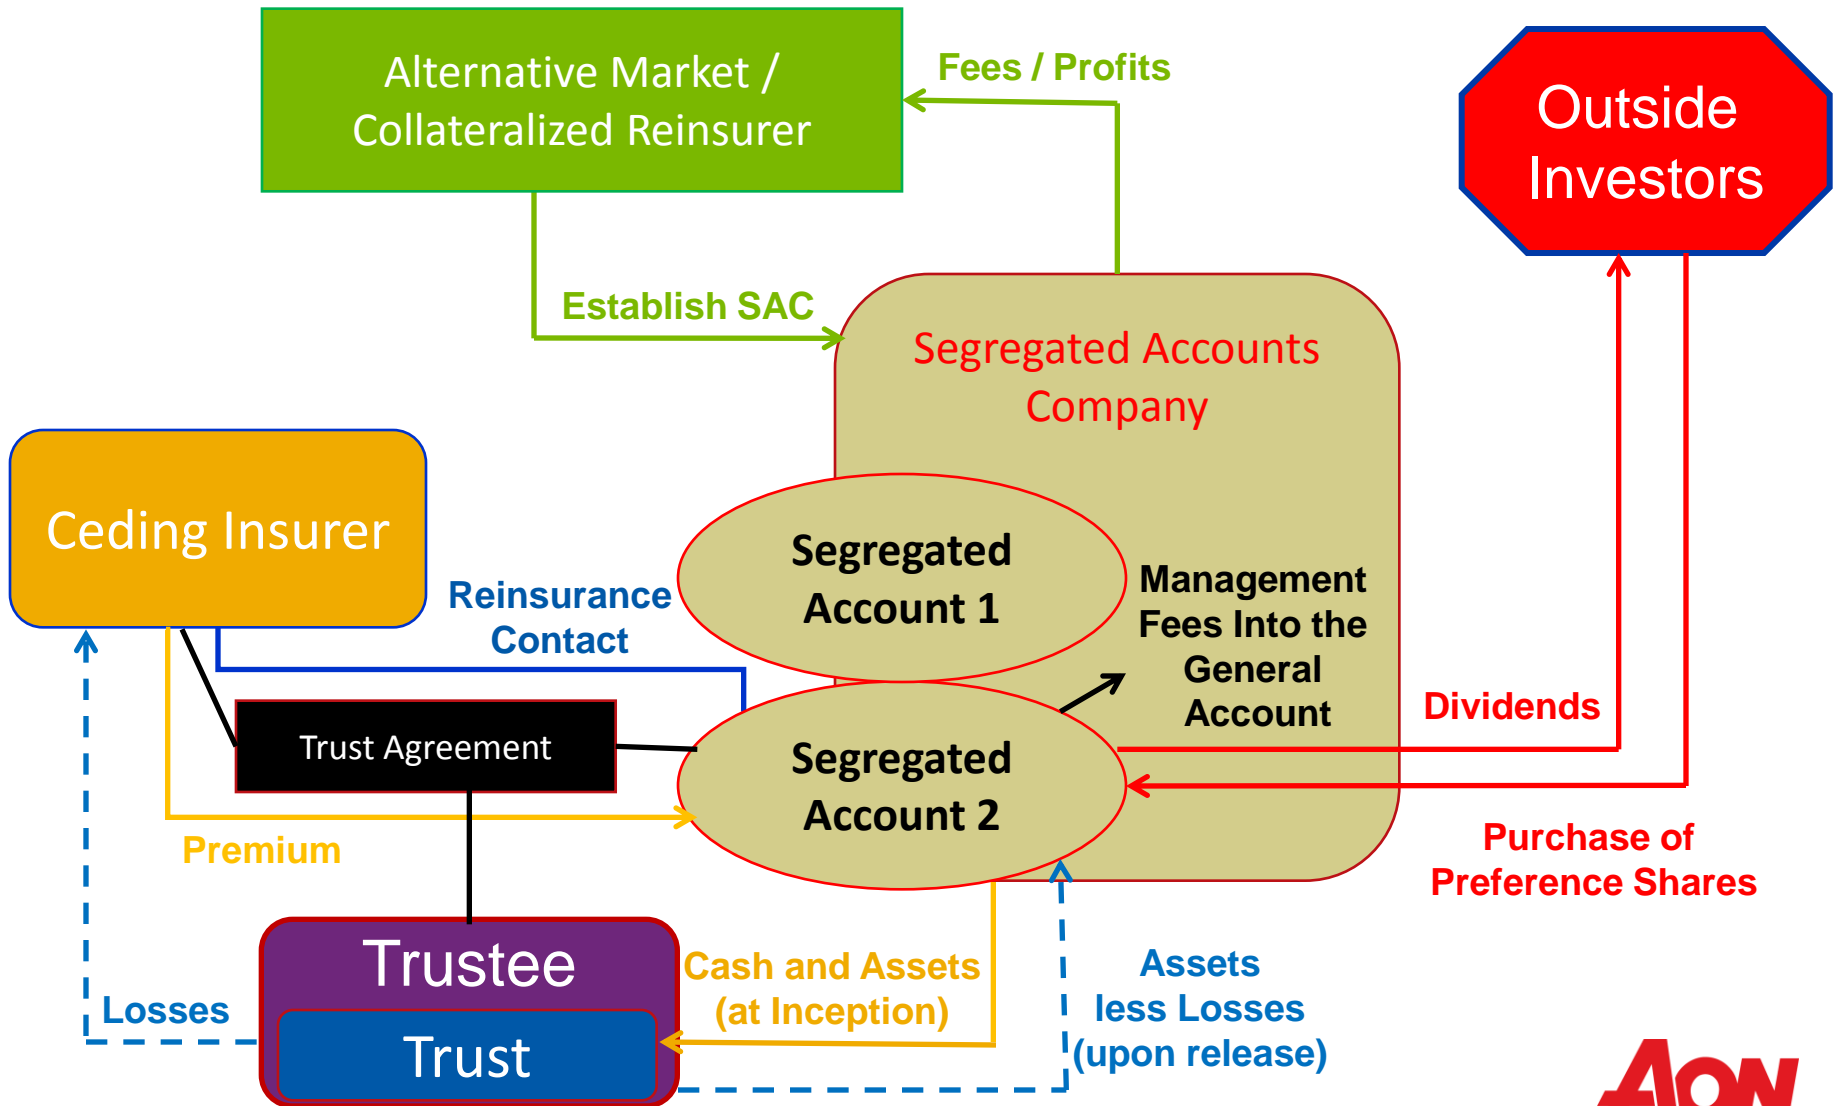 Alternative Market /
Collateralized Reinsurer
Fees / Profits
Outside
Investors
Establish SAC
Segregated Accounts
Company
Ceding Insurer
Segregated
Account 1
Reinsurance
Contact
Management
Fees Into the
General
Account
Trust Agreement
Segregated
Account 2
Dividends
Premium
Purchase of
Preference Shares
Trustee
Trust
Losses
Cash and Assets
(at Inception)
Assets
less Losses
(upon release)
AON